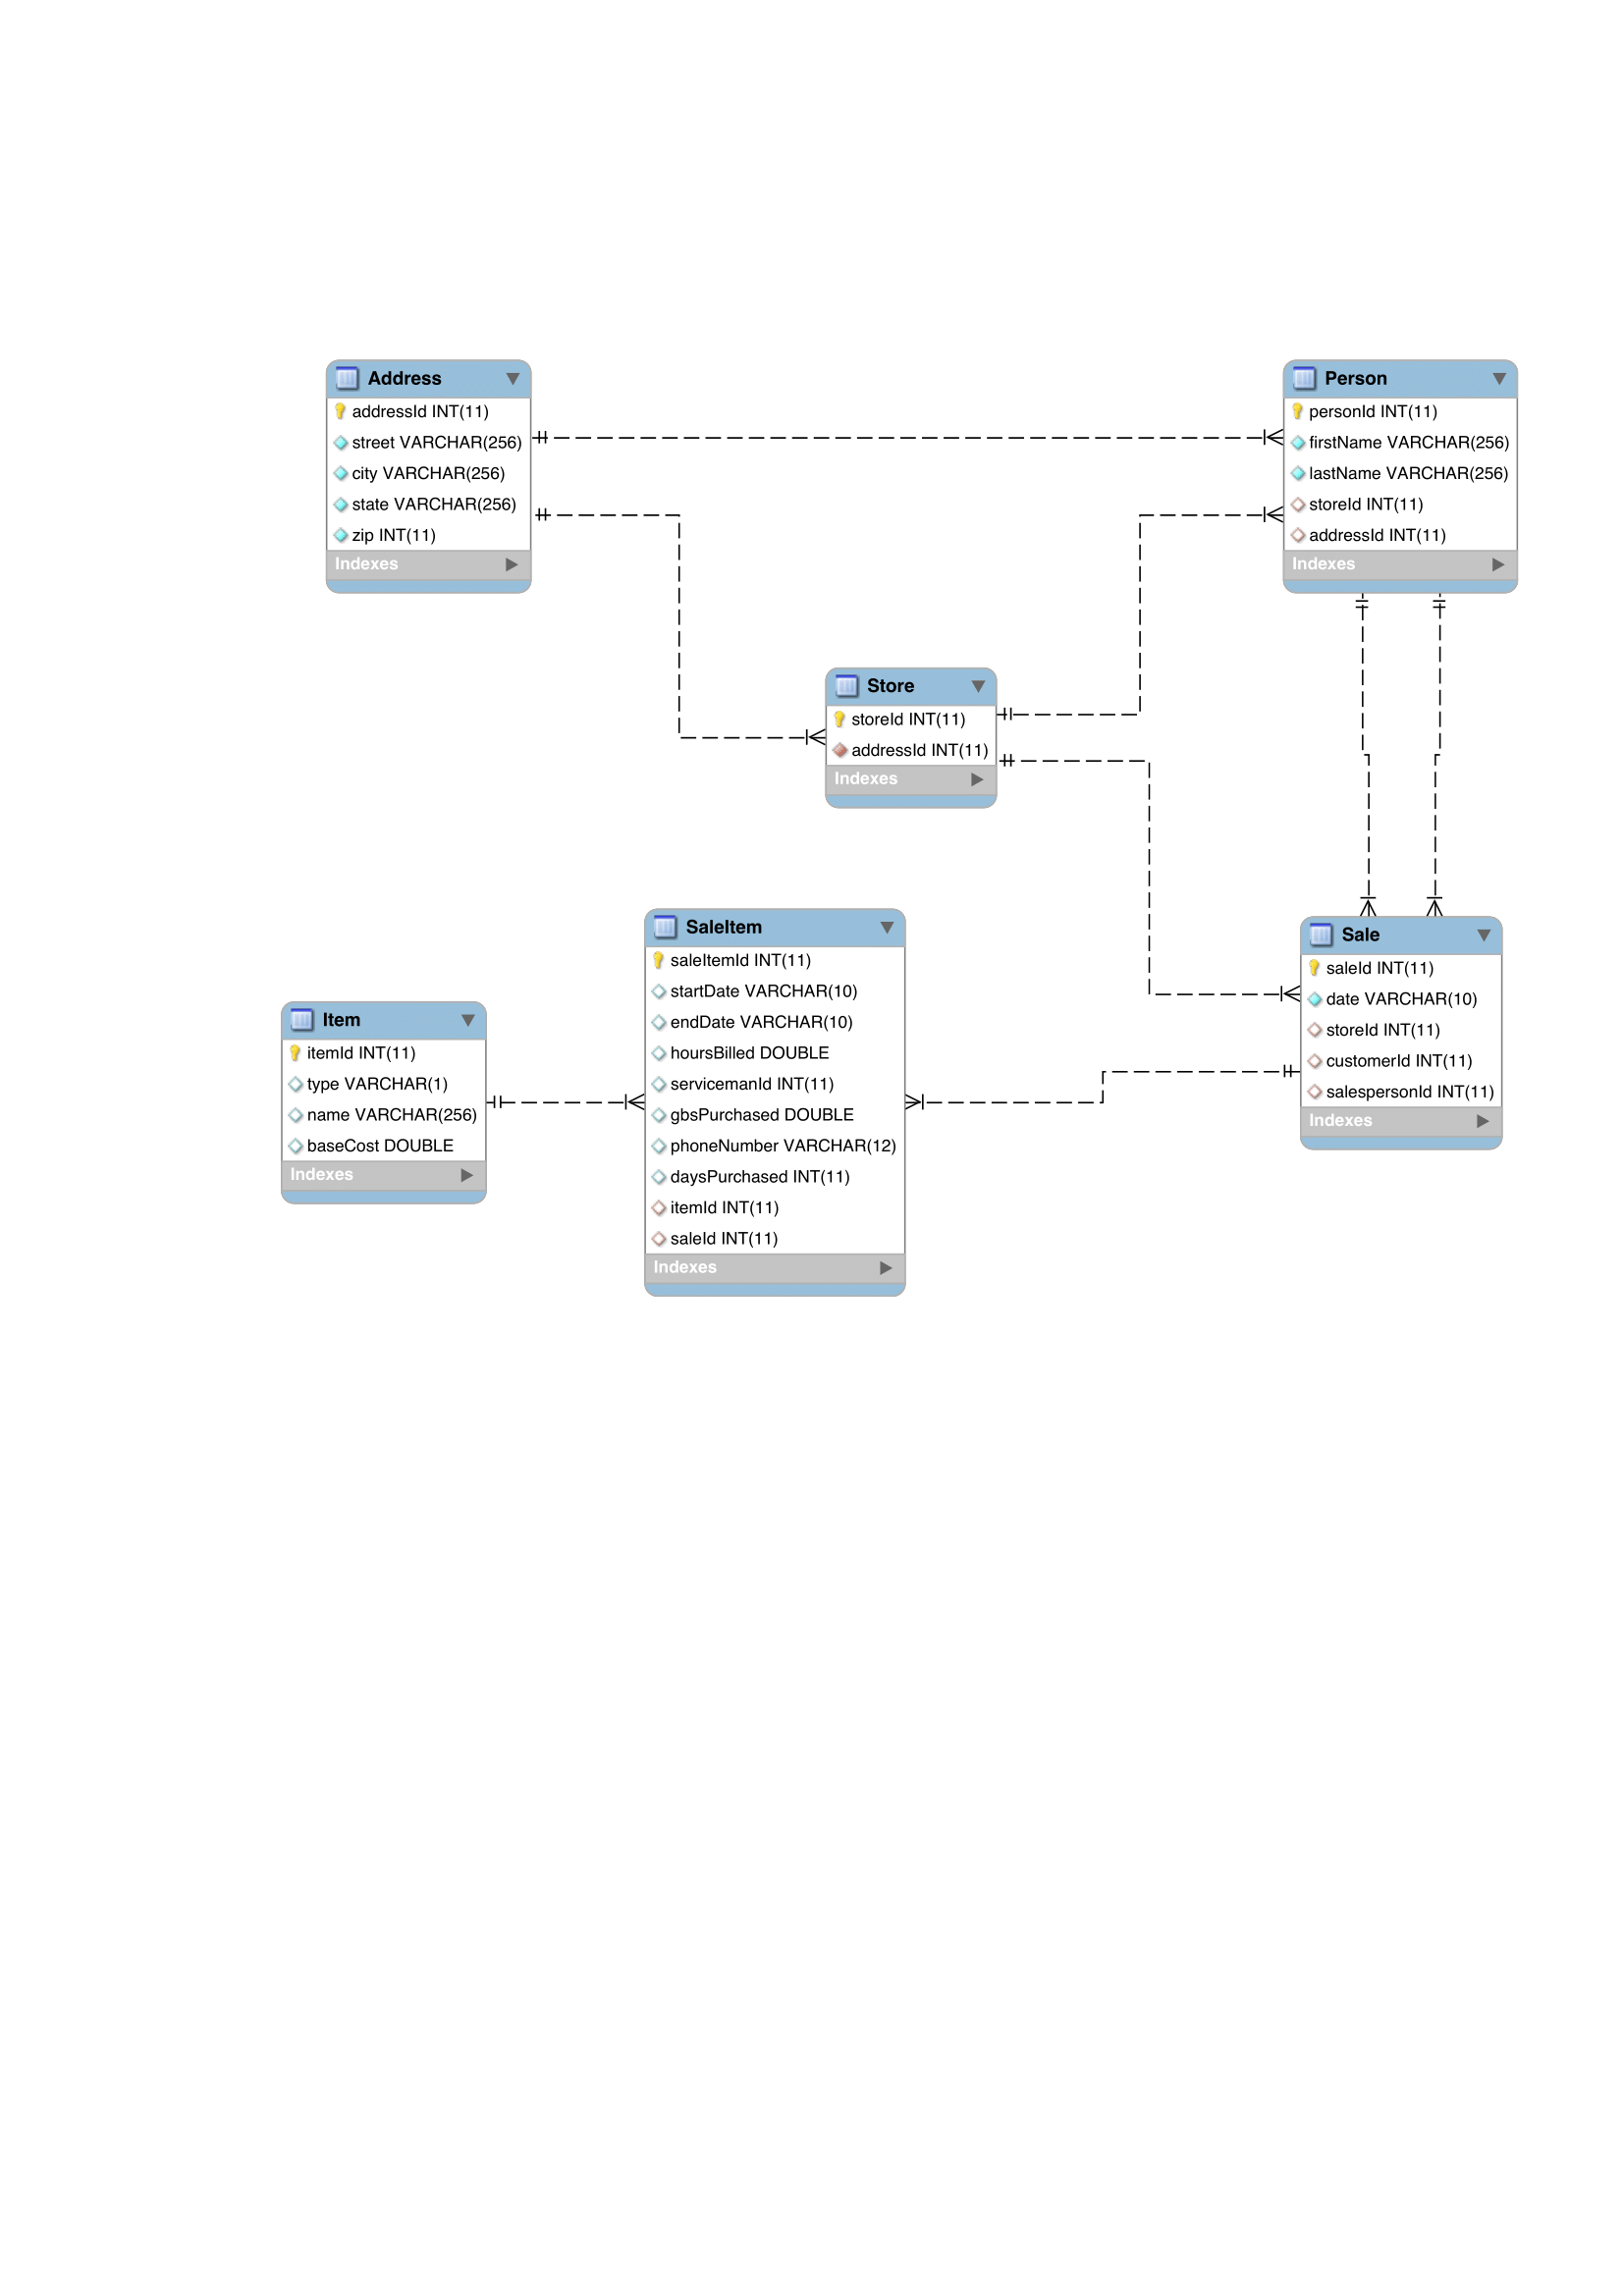 Address
addressId INT(11)
street VARCHAR(256)
city VARCHAR(256)
state VARCHAR(256)
zip INT(11)
Indexes
Person
personId INT(11)
firstName VARCHAR(256)
lastName VARCHAR(256)
storeId INT(11)
addressId INT(11)
Indexes
Store
storeId INT(11)
addressId INT(11)
Indexes
SaleItem
saleItemId INT(11)
startDate VARCHAR(10)
endDate VARCHAR(10)
hoursBilled DOUBLE
servicemanId INT(11)
gbsPurchased DOUBLE
phoneNumber VARCHAR(12)
daysPurchased INT(11)
itemId INT(11)
saleId INT(11)
Indexes
Sale
saleId INT(11)
date VARCHAR(10)
storeId INT(11)
customerId INT(11)
salespersonId INT(11)
Indexes
Item
itemId INT(11)
type VARCHAR(1)
name VARCHAR(256)
baseCost DOUBLE
Indexes